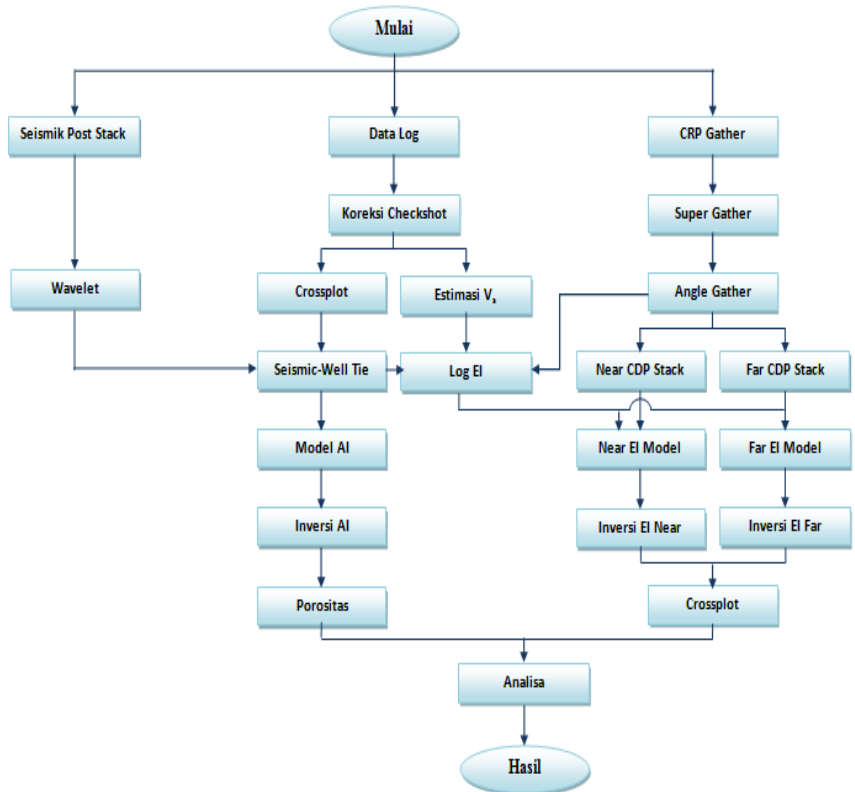 Mulai
Seismik Post Stack
Data Log
CRP Gather
Koreksi Checkshot
Super Gather
Wavelet
Crossplot
Estimasi Vs
Angle Gather
Seismic-Well Tie
Log EI
Near CDP Stack
Far CDP Stack
Model AI
Near EI Model
Far EI Model
Inversi AI
Inversi EI Near
Inversi EI Far
Porositas
Crossplot
Analisa
Hasil